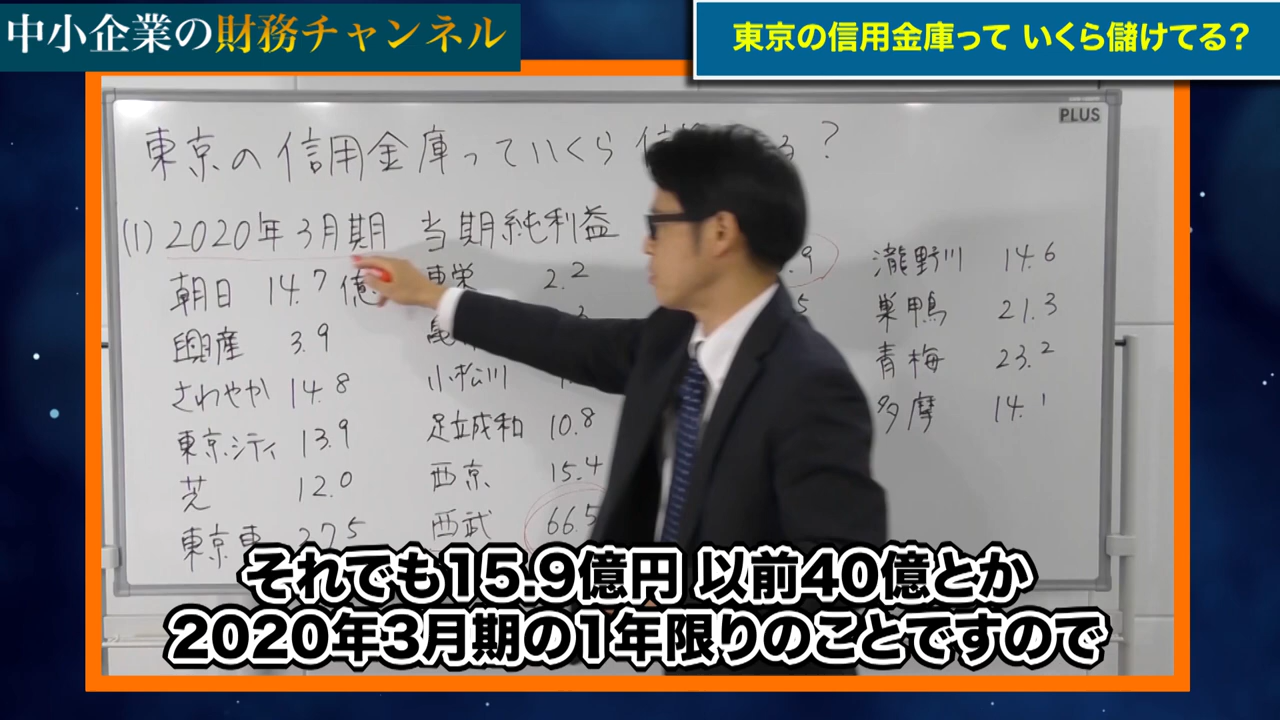 中小企業の財務チャンネル
東京の信用金庫って いくら儲けてる?
PLUS
東京の信用金庫っていくら
る?
(1) 2020年3月期 当期純利益
朝日 14.7億
興産 3.9
さわやか 14.8
東京シティ 13.9
芝 12.0
東京東 27.5
東栄 2.2
小松川
足立成和 10.8
西京 15.4
西武 66.5
.9
瀧野川 14.6
巣鴨 21.3
青梅 23.2
多摩 14.1
それでも15.9億円 以前40億とか
2020年3月期の1年限りのことですので